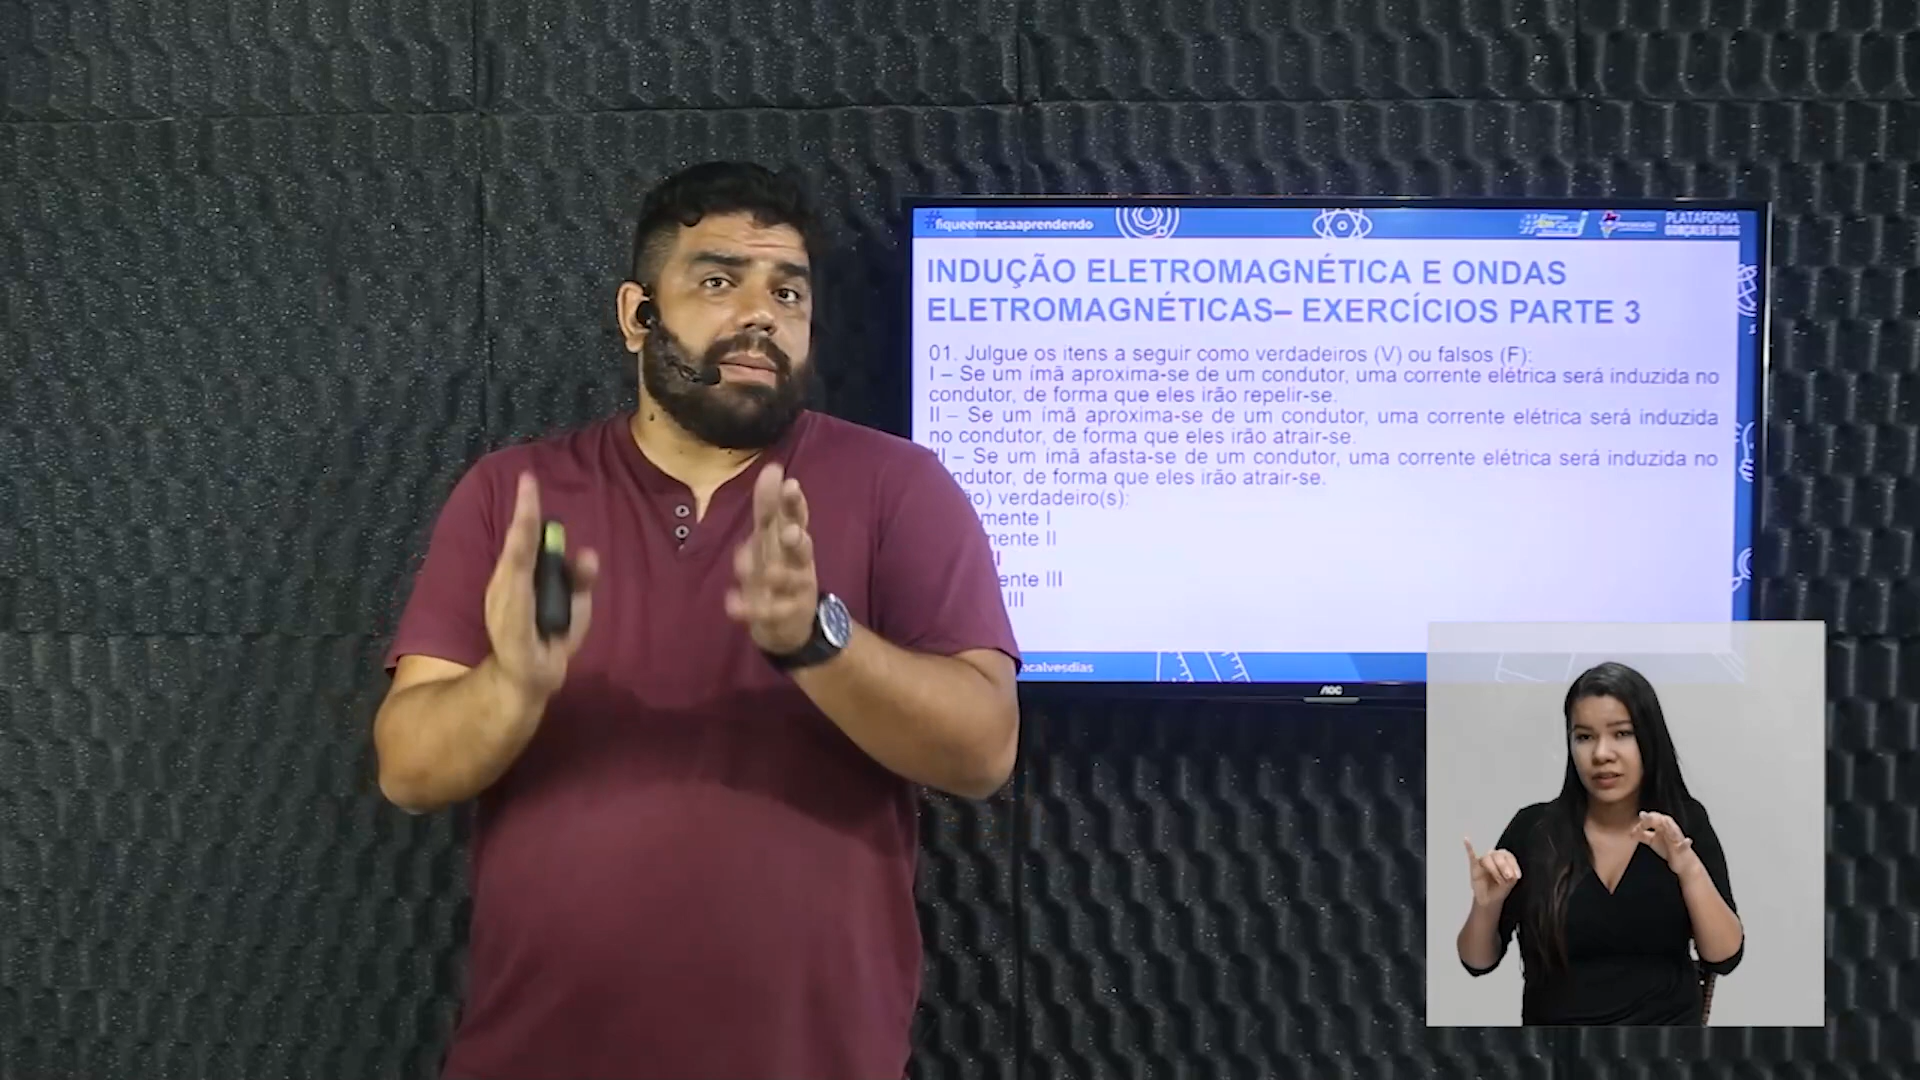 #fiqueemcasaaprendendo
PLATAFORMA
GONÇALVES DIAS
INDUÇÃO ELETROMAGNÉTICA E ONDAS
ELETROMAGNÉTICAS– EXERCÍCIOS PARTE 3
01. Julgue os itens a seguir como verdadeiros (V) ou falsos (F):
I – Se um ímã aproxima-se de um condutor, uma corrente elétrica será induzida no
condutor, de forma que eles irão repelir-se.
II – Se um ímã aproxima-se de um condutor, uma corrente elétrica será induzida
no condutor, de forma que eles irão atrair-se.
II – Se um ímã afasta-se de um condutor, uma corrente elétrica será induzida no
ndutor, de forma que eles irão atrair-se.
ão) verdadeiro(s):
mente I
mente II
I
ente III
III
ncalvesdias
AOC